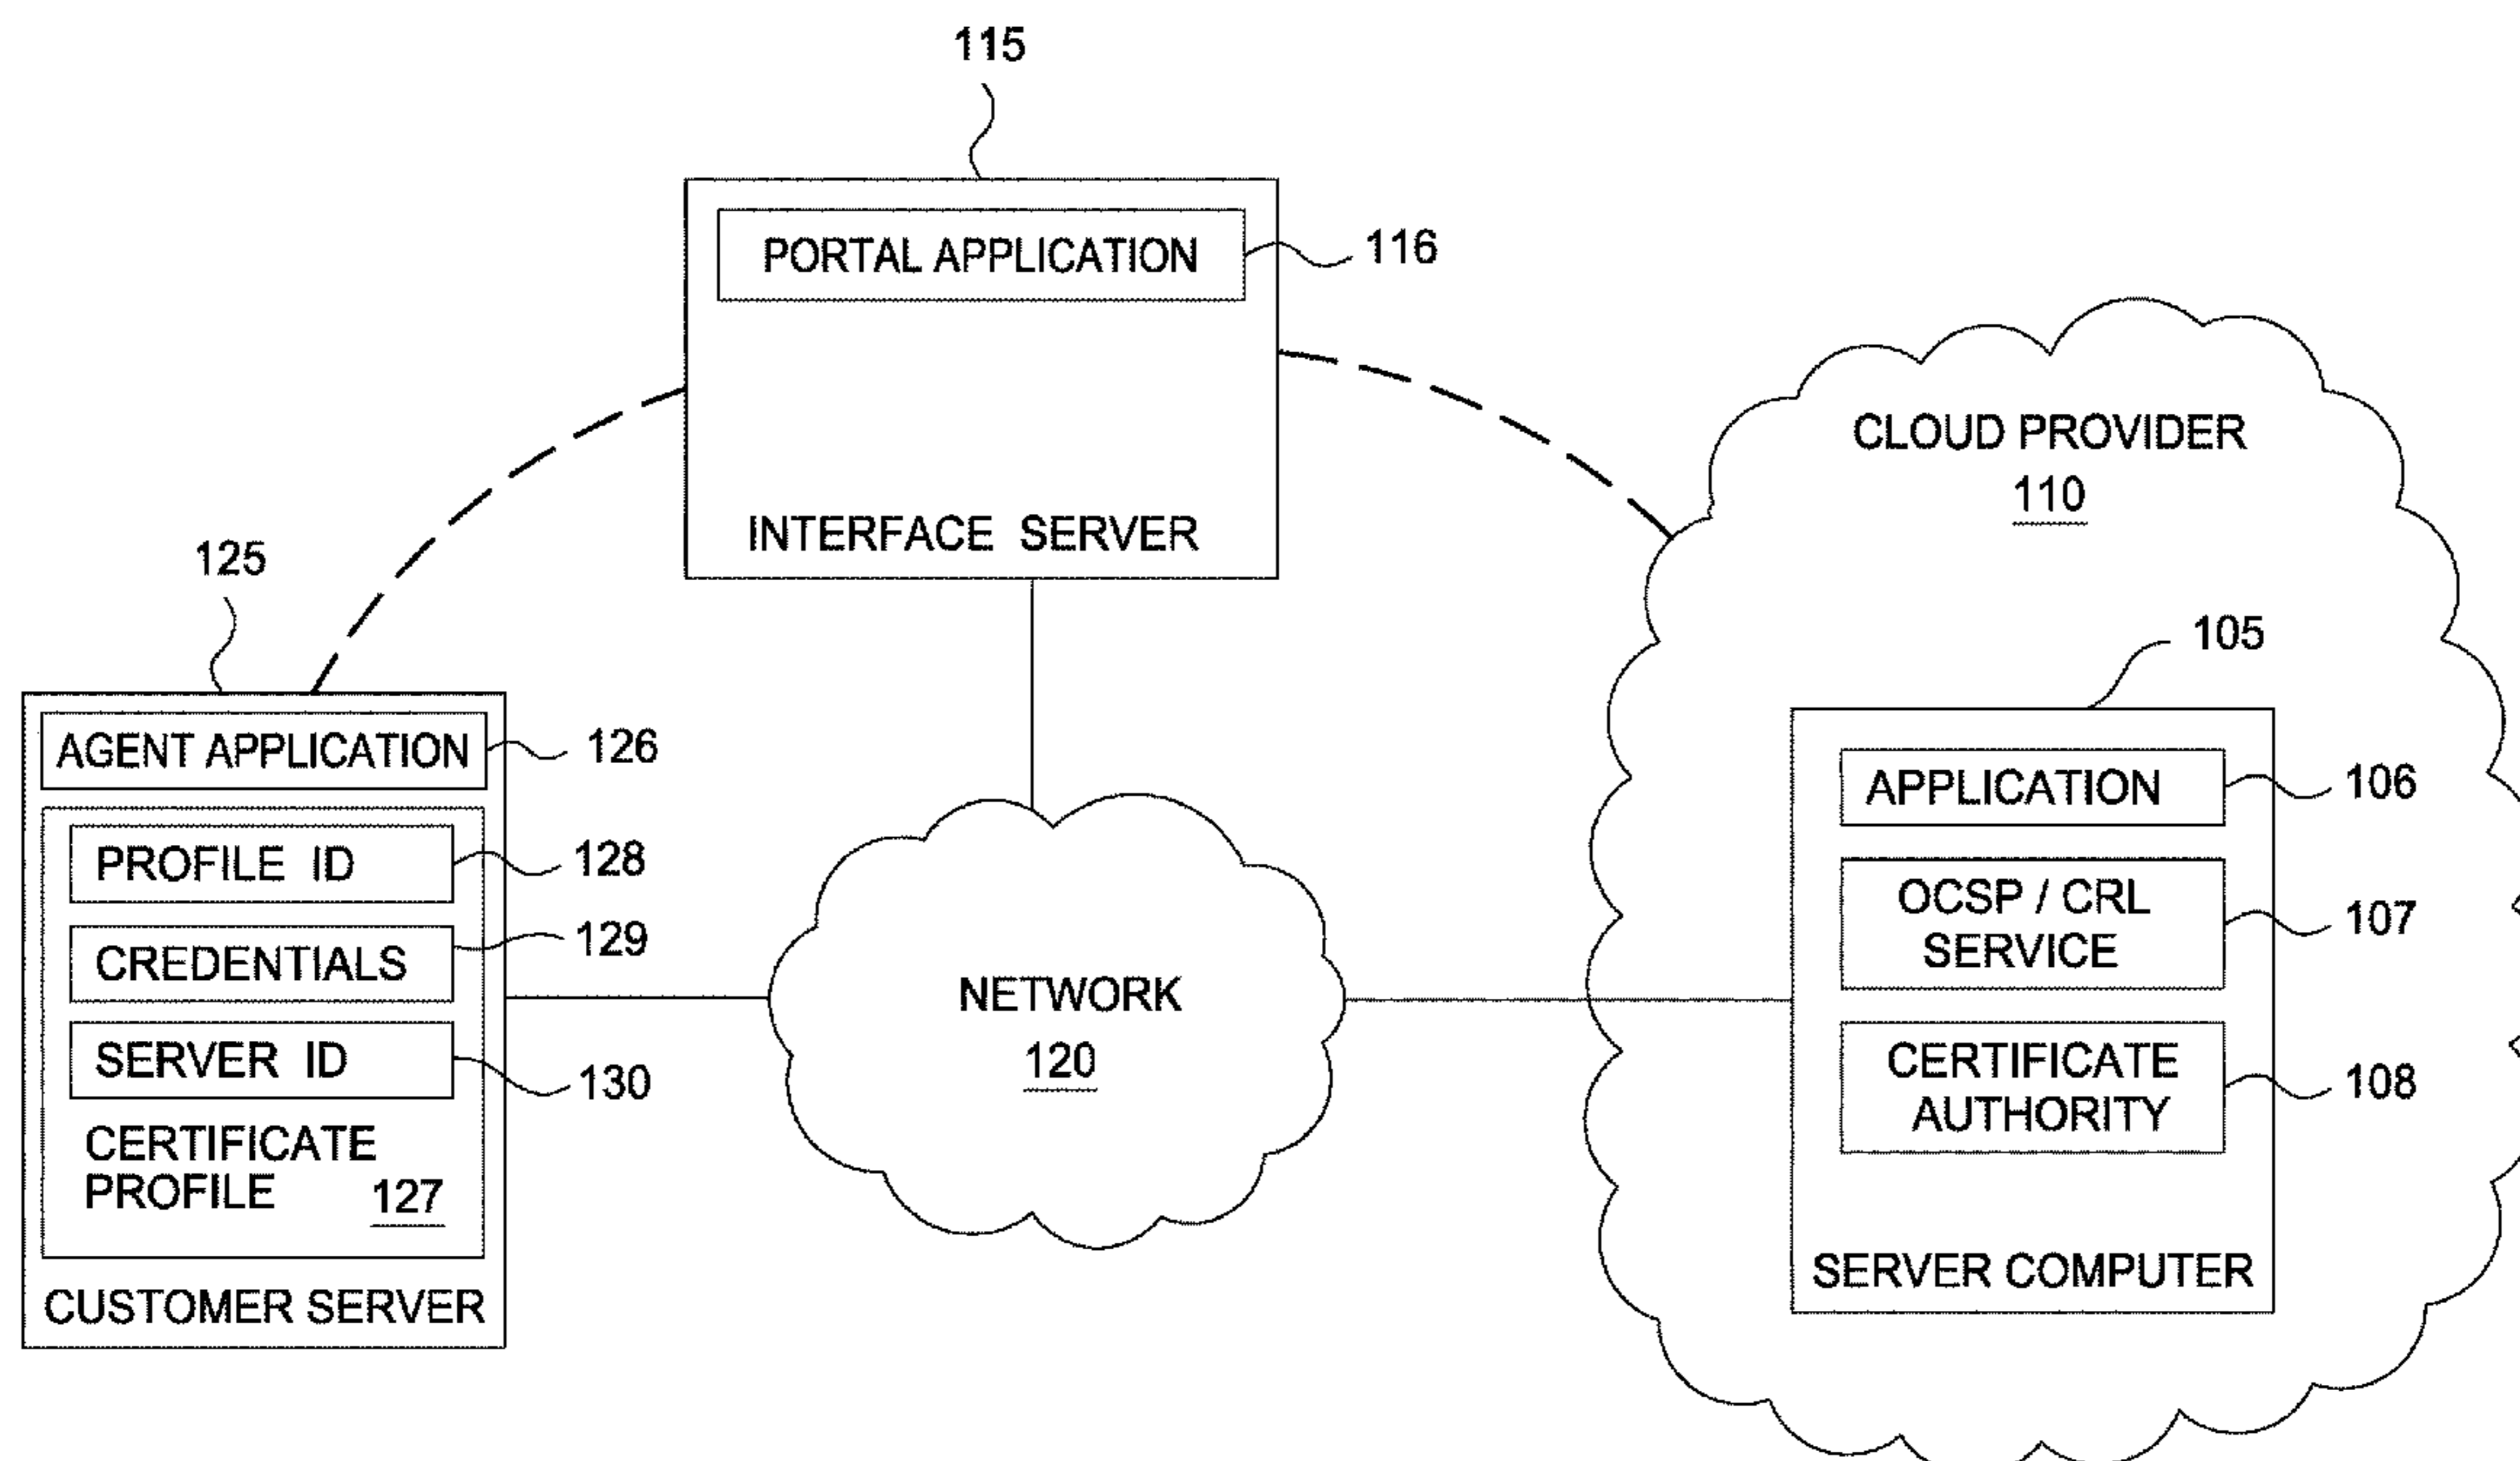 115
PORTAL APPLICATION
116
INTERFACE SERVER
CLOUD PROVIDER
110
125
AGENT APPLICATION
126
PROFILE ID
128
CREDENTIALS
129
SERVER ID
130
CERTIFICATE
PROFILE
127
CUSTOMER SERVER
NETWORK
120
105
APPLICATION
106
OCSP / CRL
SERVICE
107
CERTIFICATE
AUTHORITY
108
SERVER COMPUTER